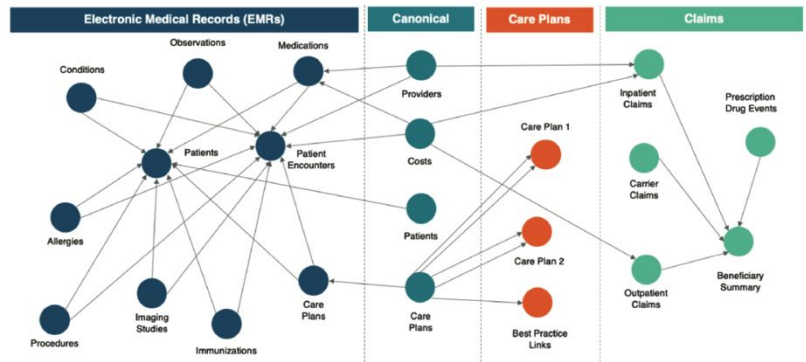 Electronic Medical Records (EMRs)
Canonical
Care Plans
Claims
Observations
Medications
Conditions
Providers
Inpatient
Claims
Prescription
Drug Events
Care Plan 1
Patients
Patient
Encounters
Costs
Carrier
Claims
Patients
Allergies
Care Plan 2
Beneficiary
Summary
Outpatient
Claims
Care
Plans
Care
Plans
Imaging
Studies
Procedures
Immunizations
Best Practice
Links